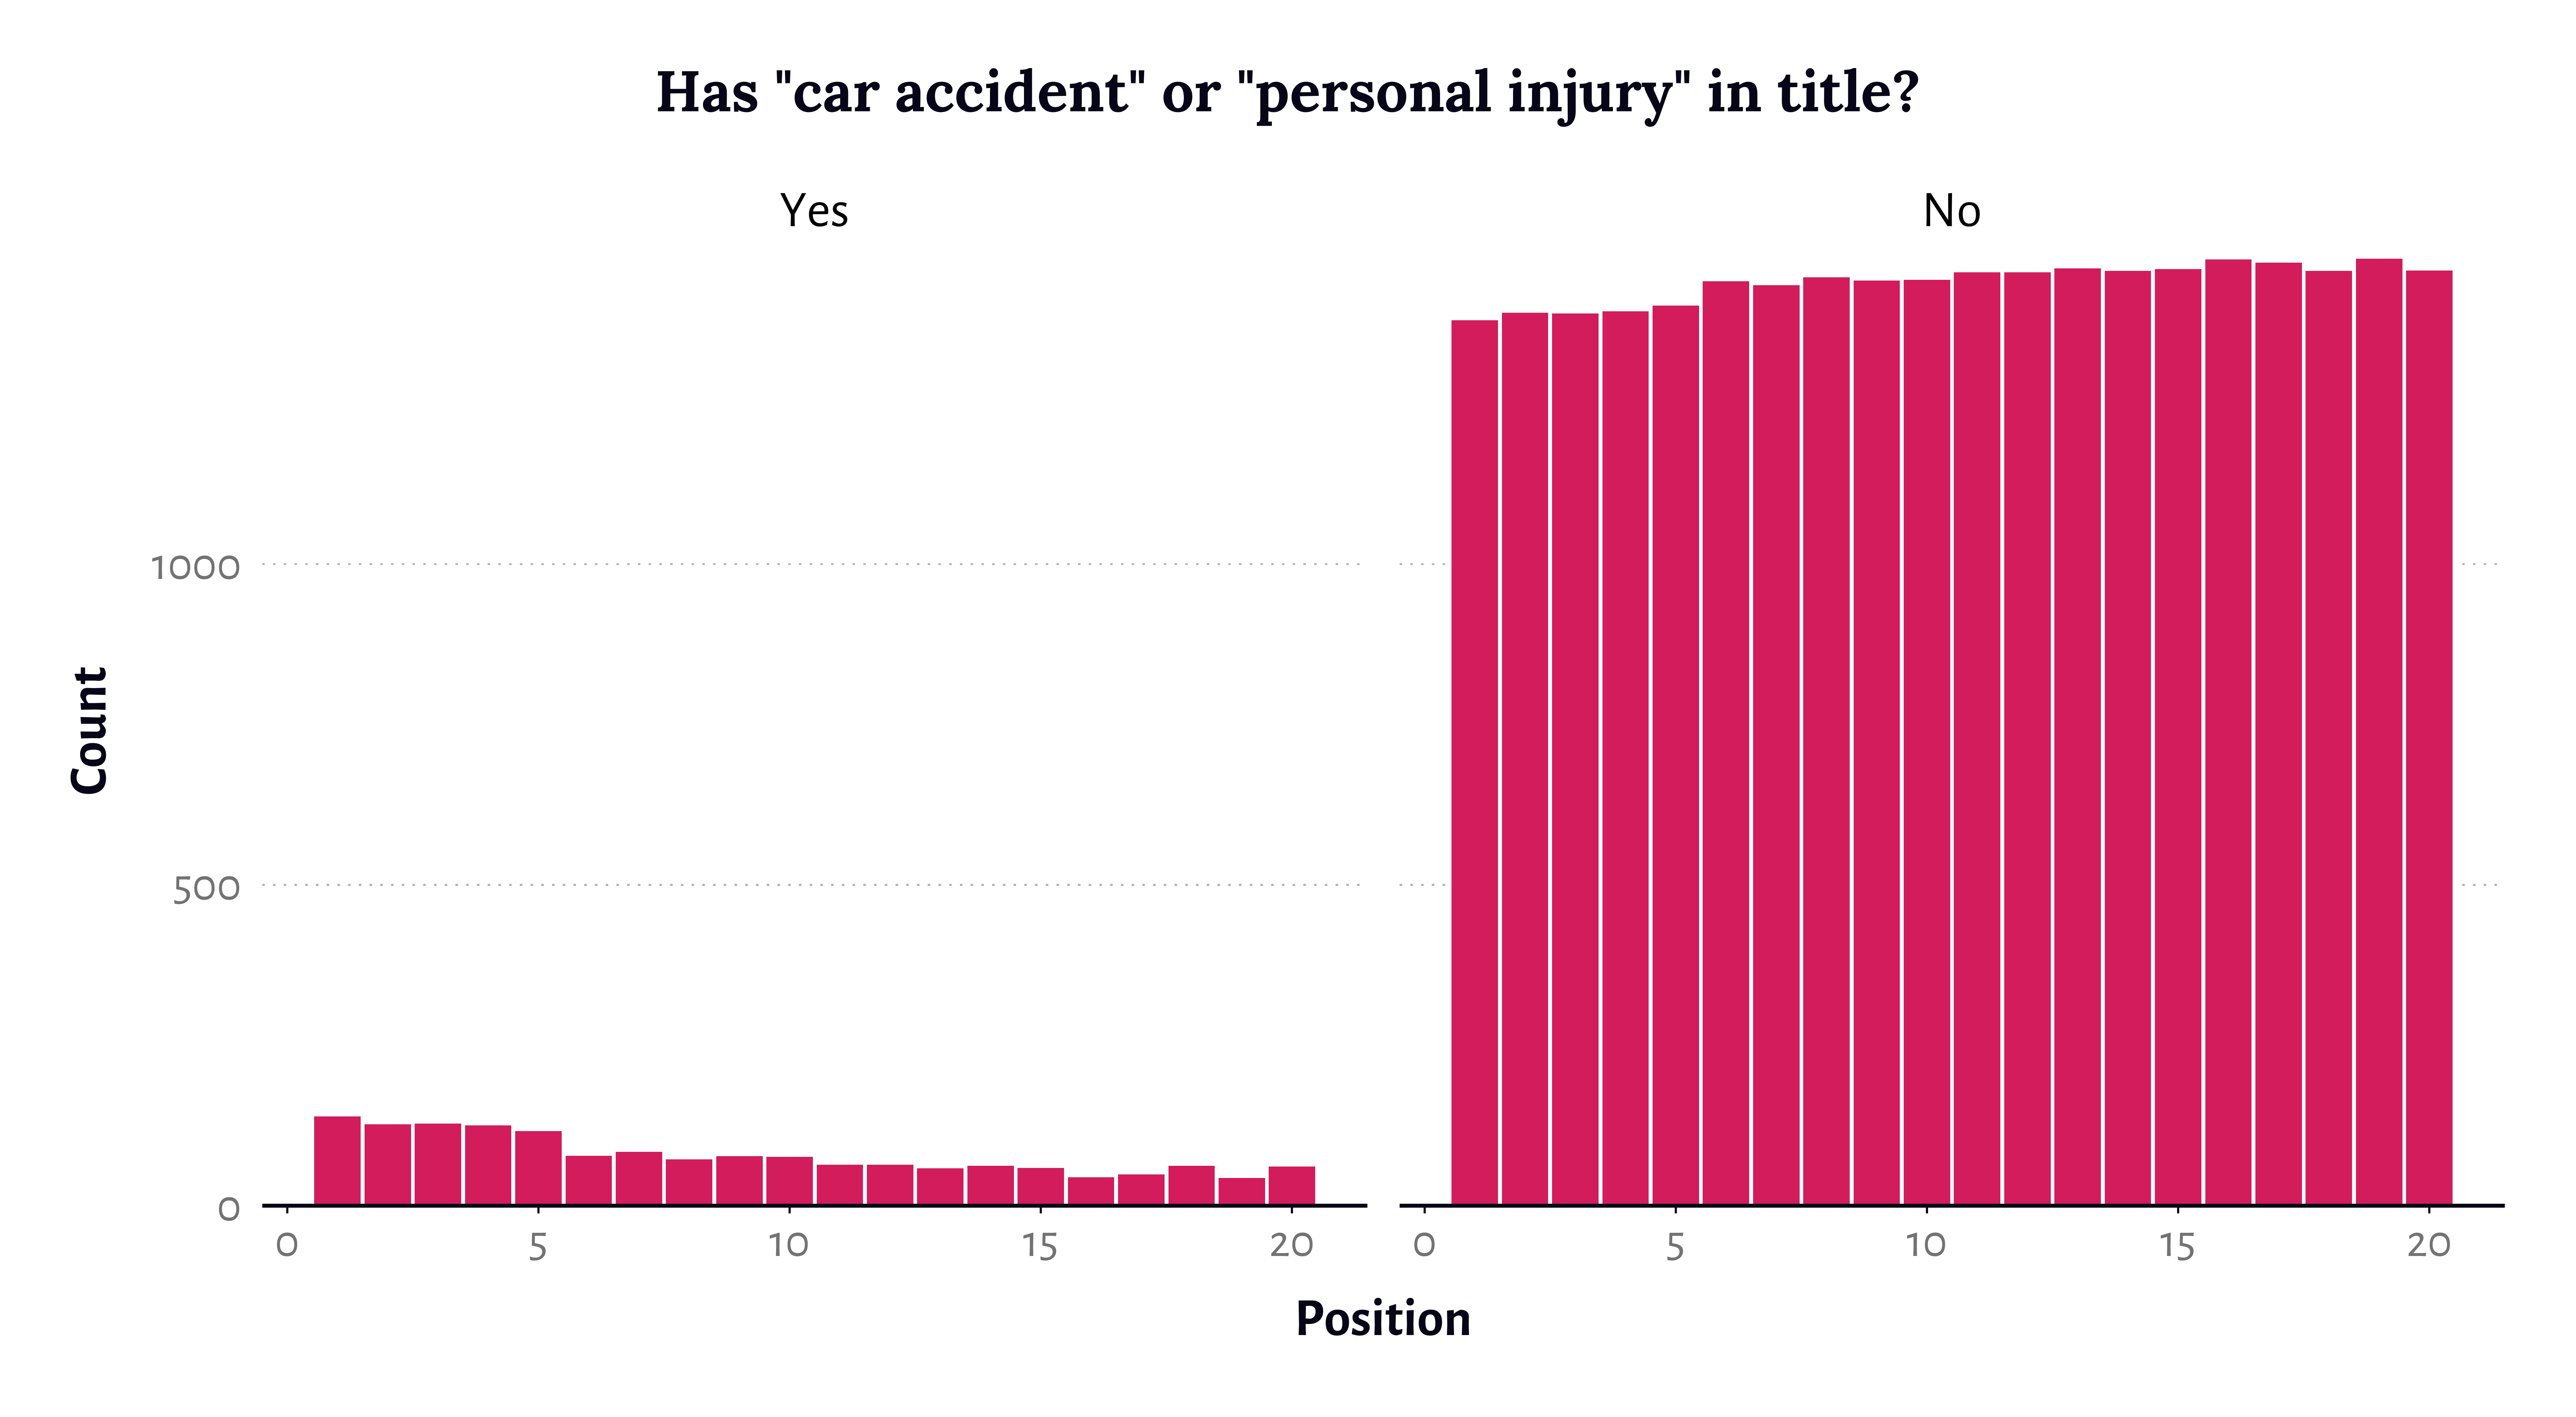 Has "car accident" or "personal injury" in title?
Yes
No
1000
500
0
Count
0 5 10 15 20
0 5 10 15 20
Position